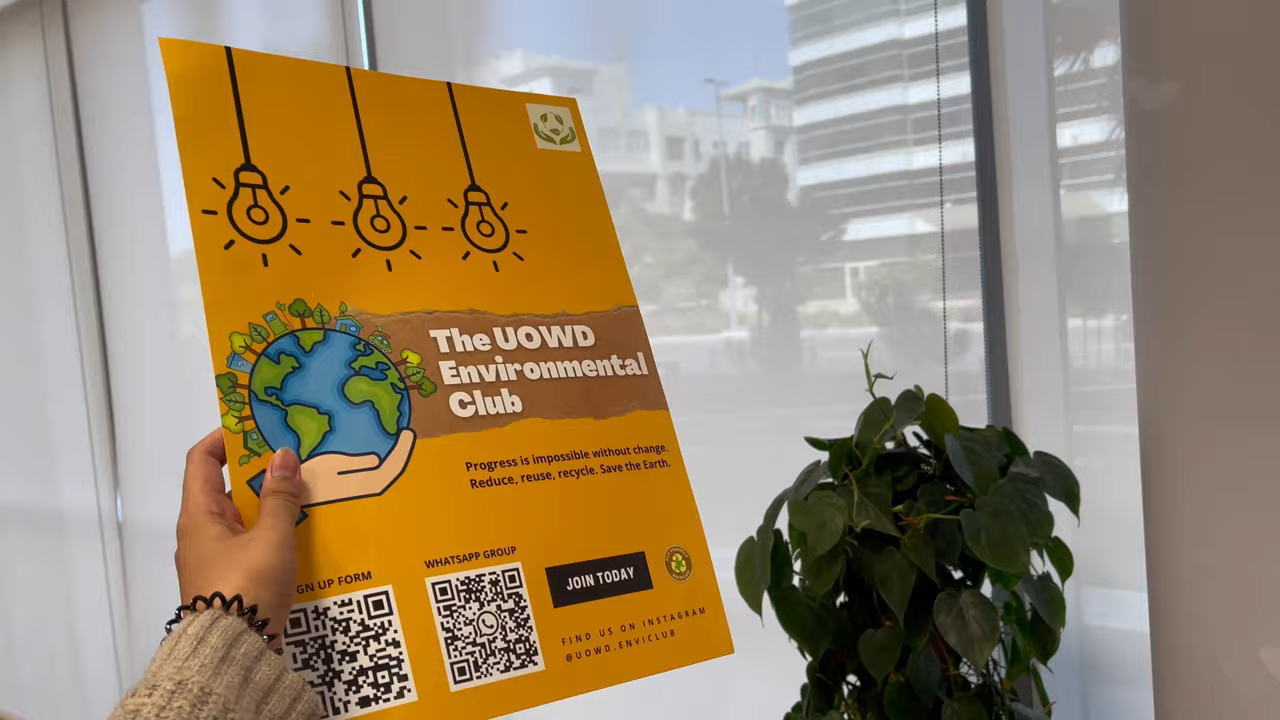 The UOWD
Environmental
Club
Progress is impossible without change.
Reduce, reuse, recycle. Save the Earth.
GN UP FORM
WHATSAPP GROUP
JOIN TODAY
FIND US ON INSTAGRAM
@UOWD.ENVICLUB